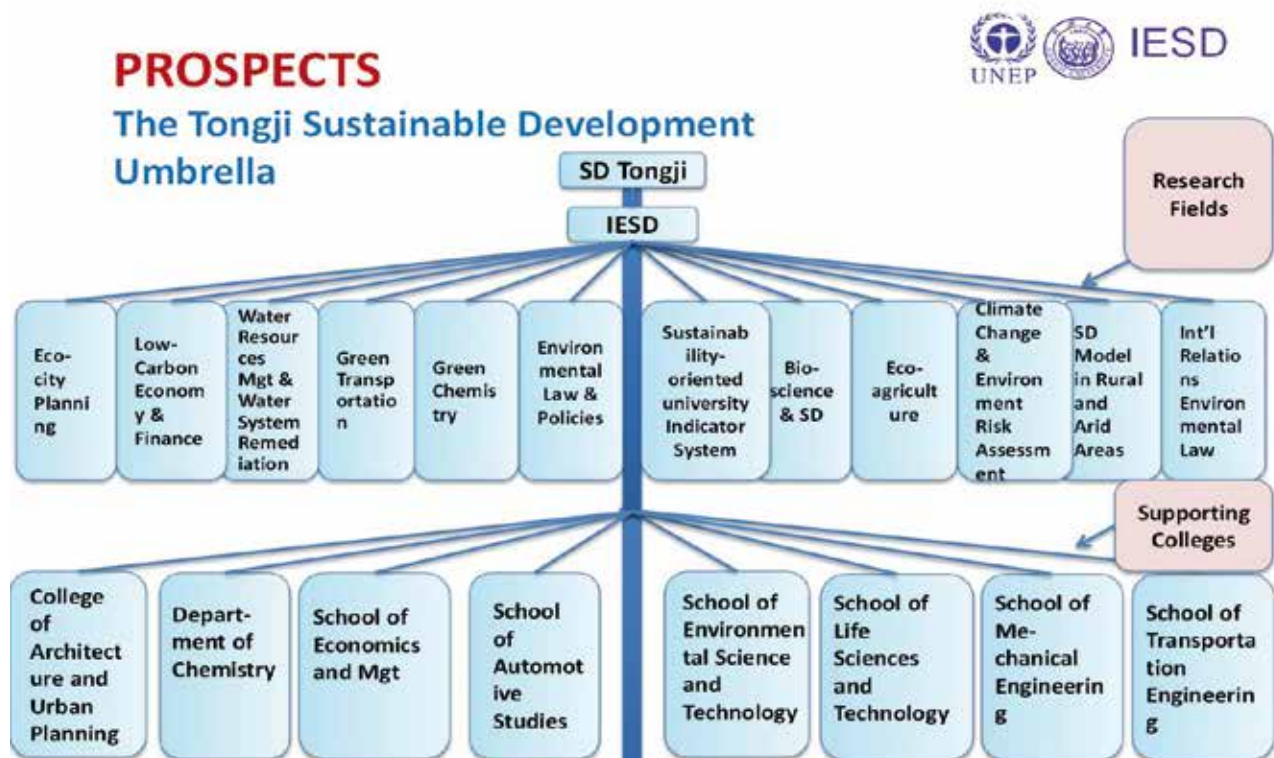 UNEP
IESD
PROSPECTS
The Tongji Sustainable Development
Umbrella
SD Tongji
IESD
Research
Fields
Eco-
city
Planni
ng
Low-
Carbon
Econom
y &
Finance
Water
Resour
ces
Mgt &
Water
System
Remed
iation
Green
Transp
ortatio
n
Green
Chemis
try
Environ
mental
Law &
Policies
Sustainab
ility-
oriented
university
Indicator
System
Bio-
science
& SD
Eco-
agricult
ure
Climate
Change
&
Environ
ment
Risk
Assessm
ent
SD
Model
in Rural
and
Arid
Areas
Int'l
Relatio
ns
Environ
mental
Law
Supporting
Colleges
College
of
Architect
ure and
Urban
Planning
Depart-
ment of
Chemistry
School of
Economics
and Mgt
School
of
Automot
ive
Studies
School of
Environmen
tal Science
and
Technology
School of
Life
Sciences
and
Technology
School of
Me-
chanical
Engineerin
g
School of
Transporta
tion
Engineerin
g